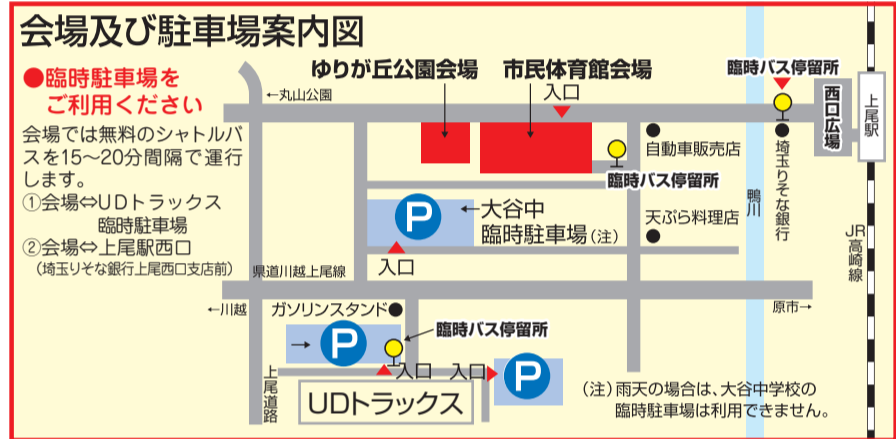 会場及び駐車場案内図
●臨時駐車場を
ご利用ください
会場では無料のシャトルバ
スを15〜20分間隔で運行
します。
①会場⇔UDトラックス
臨時駐車場
②会場⇔上尾駅西口
(埼玉りそな銀行上尾西口支店前)
←丸山公園
ゆりが丘公園会場
市民体育館会場
入口
臨時バス停留所
西口広場
上尾駅
自動車販売店
埼玉りそな銀行
臨時バス停留所
鴨川
P
←大谷中
臨時駐車場(注)
天ぷら料理店
JR高崎線
入口
県道川越上尾線
←川越
原市→
ガソリンスタンド
臨時バス停留所
→
P
入口
入口
P
上尾道路
UDトラックス
(注)雨天の場合は、大谷中学校の
臨時駐車場は利用できません。